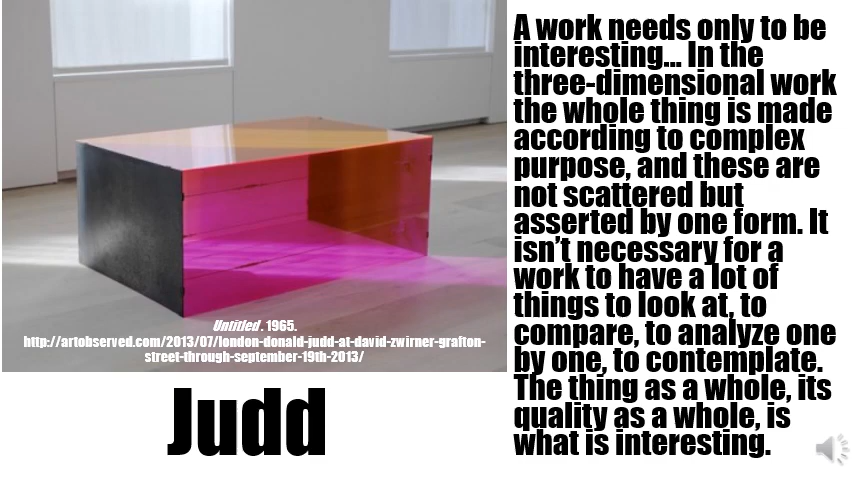 A work needs only to be
interesting... In the
three-dimensional work
the whole thing is made
according to complex
purpose, and these are
not scattered but
asserted by one form. It
isn't necessary for a
work to have a lot of
things to look at, to
compare, to analyze one
by one, to contemplate.
The thing as a whole, its
quality as a whole, is
what is interesting.
Untitled. 1965.
http://artobserved.com/2013/07/london-donald-judd-at-david-zwirner-grafton-
street-through-september-19th-2013/
Judd